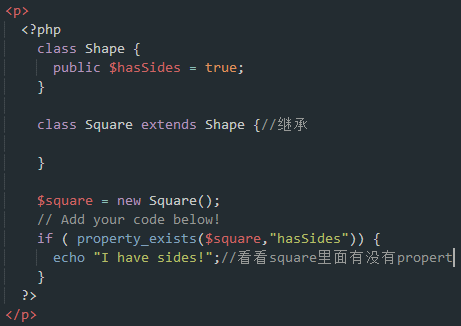 <p>
<?php
class Shape {
public $hasSides = true;
}
class Square extends Shape {//继承
}
$square = new Square();
// Add your code below!
if ( property_exists($square,"hasSides")) {
echo "I have sides!";//看看square里面有没有propert
}
?>
</p>